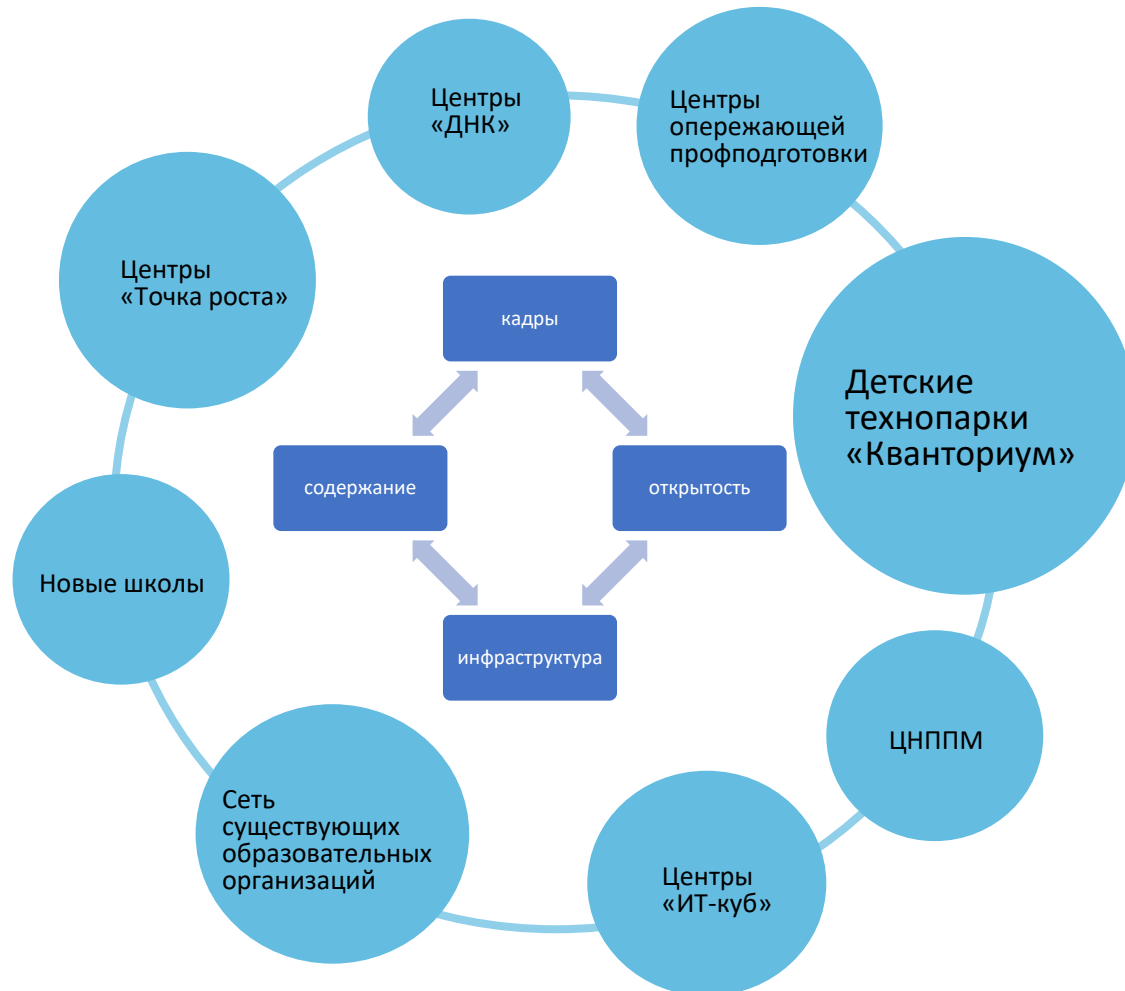 Центры
«ДНК»
Центры
опережающей
профподготовки
Центры
«Точка роста»
кадры
Детские
технопарки
«Кванториум»
содержание
открытость
Новые школы
инфраструктура
ЦНППМ
Сеть
существующих
образовательных
организаций
Центры
«ИТ-куб»